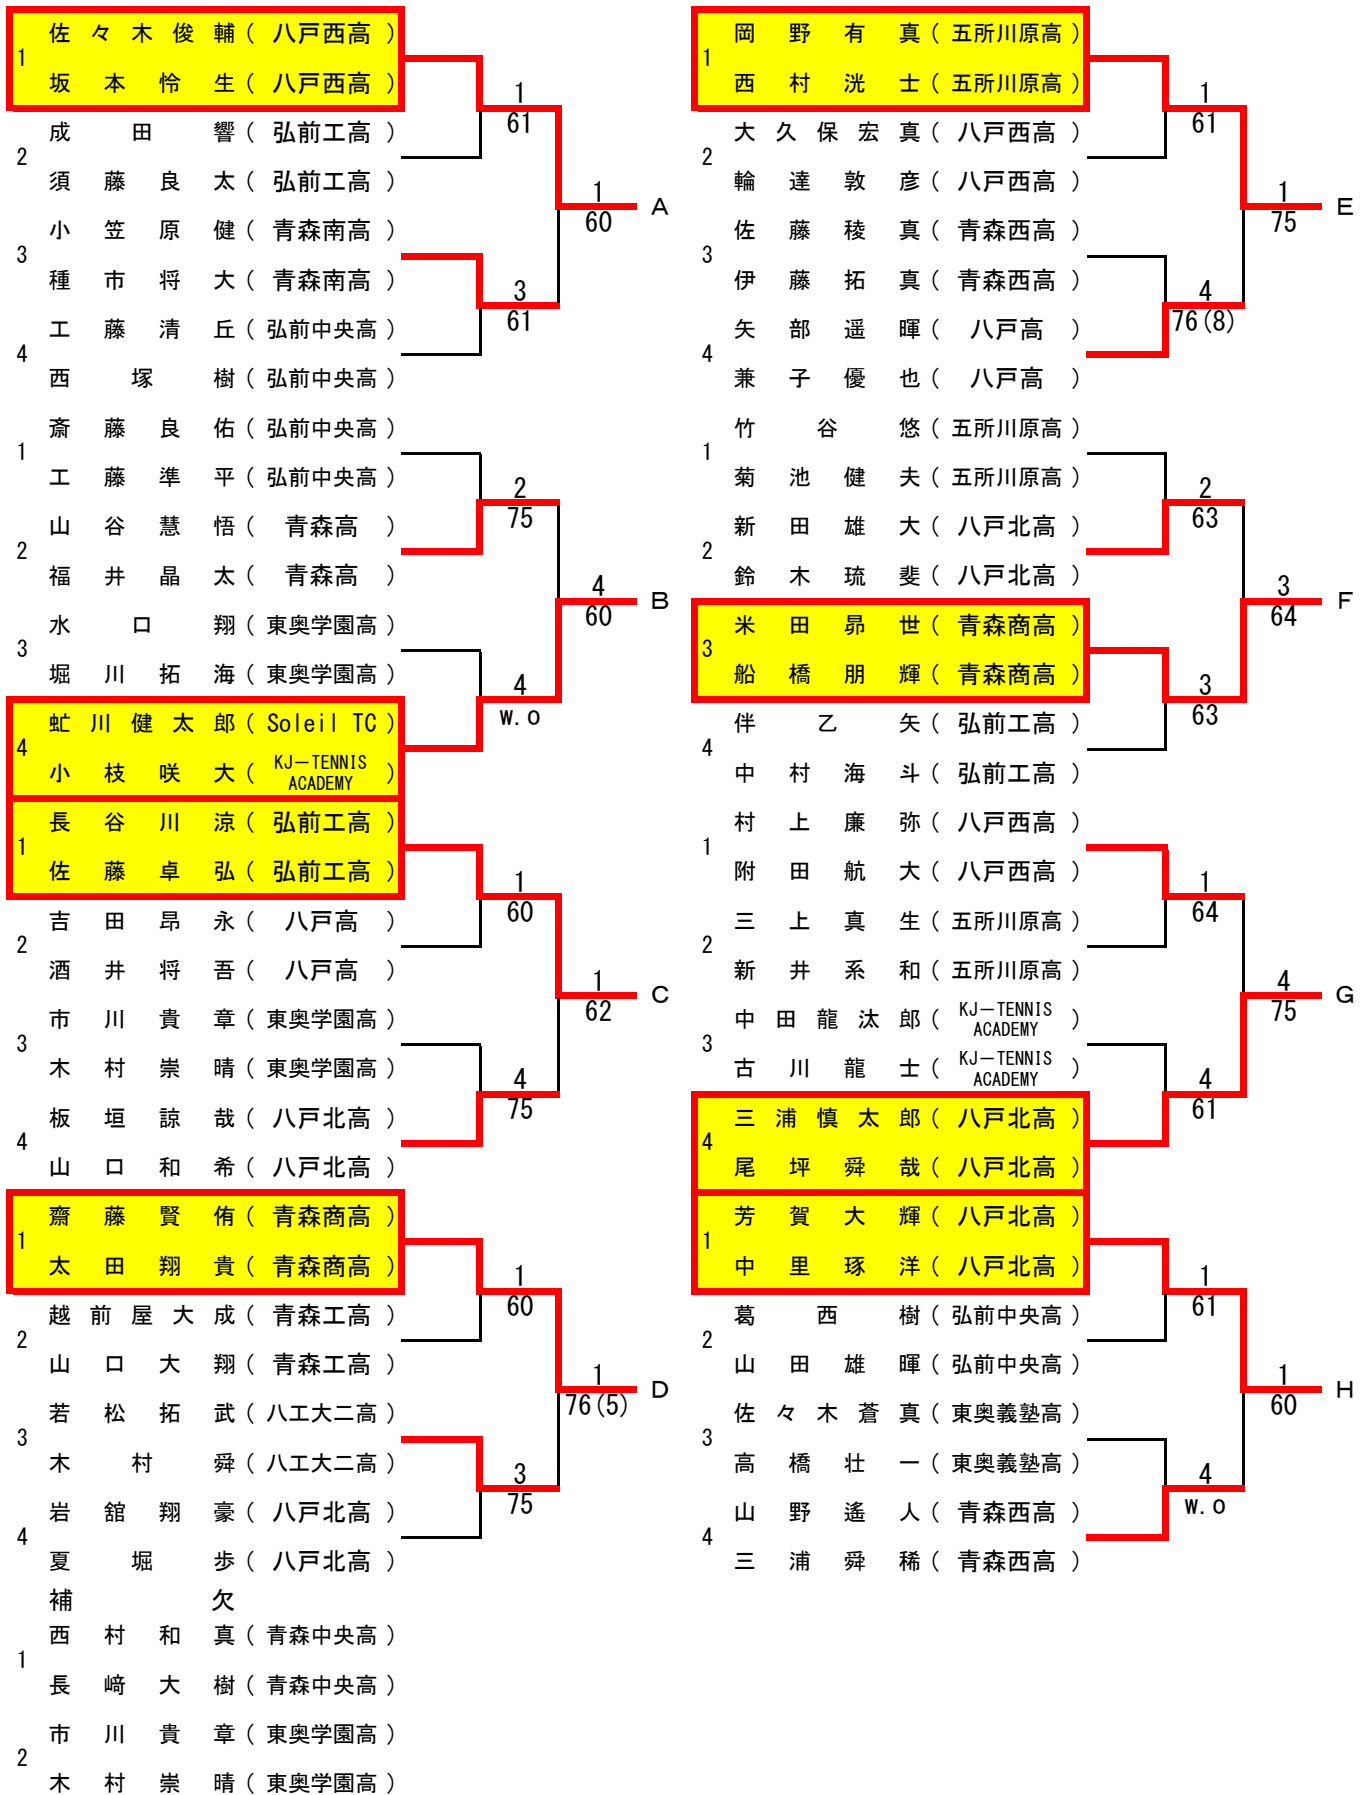 1 佐々木俊輔（ 八戸西高 ）
坂本怜生（ 八戸西高 ）
1
61
2 成田響（ 弘前工高 ）
須藤良太（ 弘前工高 ）
1
60
A
3 小笠原健（ 青森南高 ）
種市将大（ 青森南高 ）
3
61
4 工藤清丘（ 弘前中央高 ）
西塚樹（ 弘前中央高 ）
1 斎藤良佑（ 弘前中央高 ）
工藤準平（ 弘前中央高 ）
2
75
2 山谷慧悟（ 青森高 ）
福井晶太（ 青森高 ）
4
60
B
3 水口翔（ 東奥学園高 ）
堀川拓海（ 東奥学園高 ）
4
w.o
4 虻川健太郎（ Soleil TC ）
小枝咲大（ KJ－TENNIS ACADEMY ）
1 長谷川涼（ 弘前工高 ）
佐藤卓弘（ 弘前工高 ）
1
60
2 吉田昂永（ 八戸高 ）
酒井将吾（ 八戸高 ）
1
62
C
3 市川貴章（ 東奥学園高 ）
木村崇晴（ 東奥学園高 ）
4
75
4 板垣諒哉（ 八戸北高 ）
山口和希（ 八戸北高 ）
1 齋藤賢侑（ 青森商高 ）
太田翔貴（ 青森商高 ）
1
60
2 越前屋大成（ 青森工高 ）
山口大翔（ 青森工高 ）
1
76(5)
D
3 若松拓武（ 八工大二高 ）
木村舜（ 八工大二高 ）
3
75
4 岩舘翔豪（ 八戸北高 ）
夏堀歩（ 八戸北高 ）
補欠
1 西村和真（ 青森中央高 ）
長﨑大樹（ 青森中央高 ）
2 市川貴章（ 東奥学園高 ）
木村崇晴（ 東奥学園高 ）
1 岡野有真（ 五所川原高 ）
西村洸士（ 五所川原高 ）
1
61
2 大久保宏真（ 八戸西高 ）
輪達敦彦（ 八戸西高 ）
1
75
E
3 佐藤稜真（ 青森西高 ）
伊藤拓真（ 青森西高 ）
4
76(8)
4 矢部遥暉（ 八戸高 ）
兼子優也（ 八戸高 ）
1 竹谷悠（ 五所川原高 ）
菊池健夫（ 五所川原高 ）
2
63
2 新田雄大（ 八戸北高 ）
鈴木琉斐（ 八戸北高 ）
3
64
F
3 米田昴世（ 青森商高 ）
船橋朋輝（ 青森商高 ）
3
63
4 伴乙矢（ 弘前工高 ）
中村海斗（ 弘前工高 ）
1 村上廉弥（ 八戸西高 ）
附田航大（ 八戸西高 ）
1
64
2 三上真生（ 五所川原高 ）
新井系和（ 五所川原高 ）
4
75
G
3 中田龍汰郎（ KJ－TENNIS ACADEMY ）
古川龍士（ KJ－TENNIS ACADEMY ）
4
61
4 三浦慎太郎（ 八戸北高 ）
尾坪舜哉（ 八戸北高 ）
1 芳賀大輝（ 八戸北高 ）
中里琢洋（ 八戸北高 ）
1
61
2 葛西樹（ 弘前中央高 ）
山田雄暉（ 弘前中央高 ）
1
60
H
3 佐々木蒼真（ 東奥義塾高 ）
高橋壮一（ 東奥義塾高 ）
4
w.o
4 山野遙人（ 青森西高 ）
三浦舜稀（ 青森西高 ）